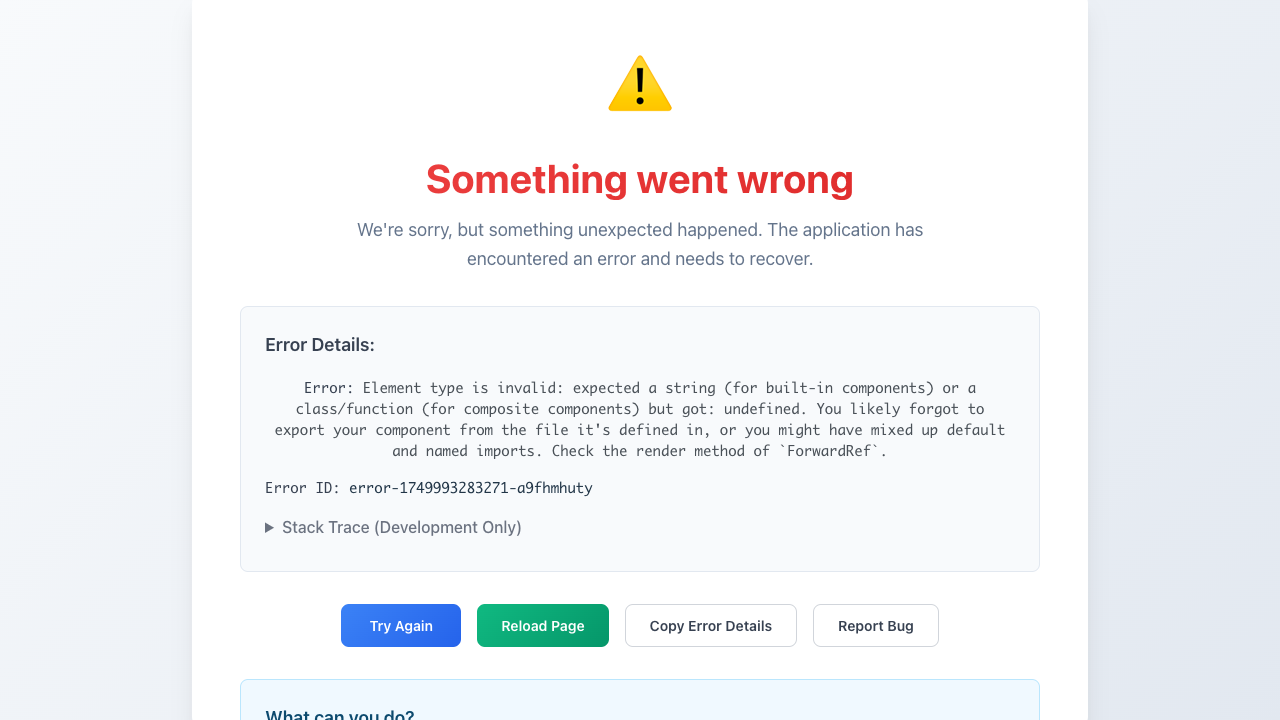 Something went wrong
We're sorry, but something unexpected happened. The application has
encountered an error and needs to recover.
Error Details:
Error: Element type is invalid: expected a string (for built-in components) or a
class/function (for composite components) but got: undefined. You likely forgot to
export your component from the file it's defined in, or you might have mixed up default
and named imports. Check the render method of `ForwardRef`.
Error ID: error-1749993283271-a9fhmhuty
Stack Trace (Development Only)
Try Again
Reload Page
Copy Error Details
Report Bug
What can you do?